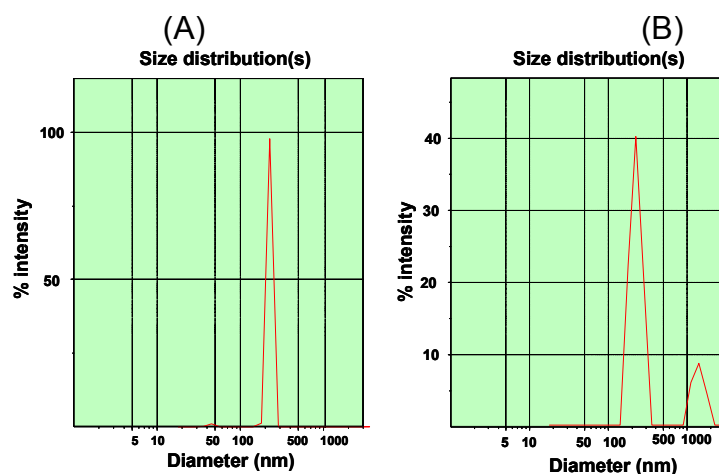 (A)
Size distribution(s)
100
50
% intensity
5 10 50 100 500 1000
Diameter (nm)
(B)
Size distribution(s)
40
30
20
10
% intensity
5 10 50 100 500 1000
Diameter (nm)